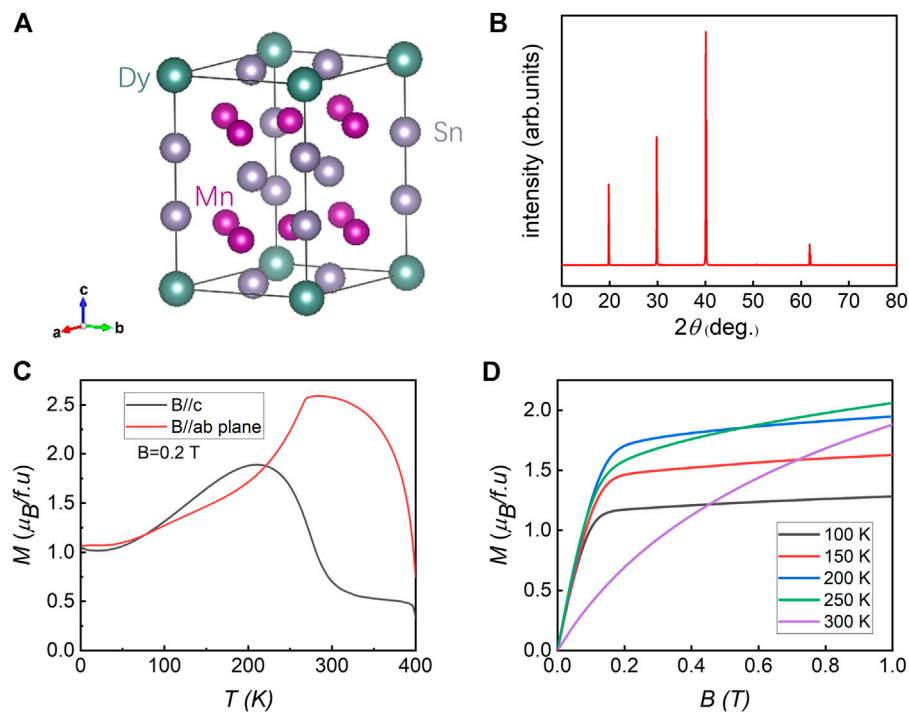 A
Dy
Sn
Mn
c
a
b
B
intensity (arb.units)
10 20 30 40 50 60 70 80
2θ (deg.)
C
M (μB/f.u)
2.5
2.0
1.5
1.0
0.5
0.0
B//c
B//ab plane
B=0.2 T
0 100 200 300 400
T (K)
D
M (μB/f.u)
2.0
1.5
1.0
0.5
0.0
100 K
150 K
200 K
250 K
300 K
0.0 0.2 0.4 0.6 0.8 1.0
B (T)